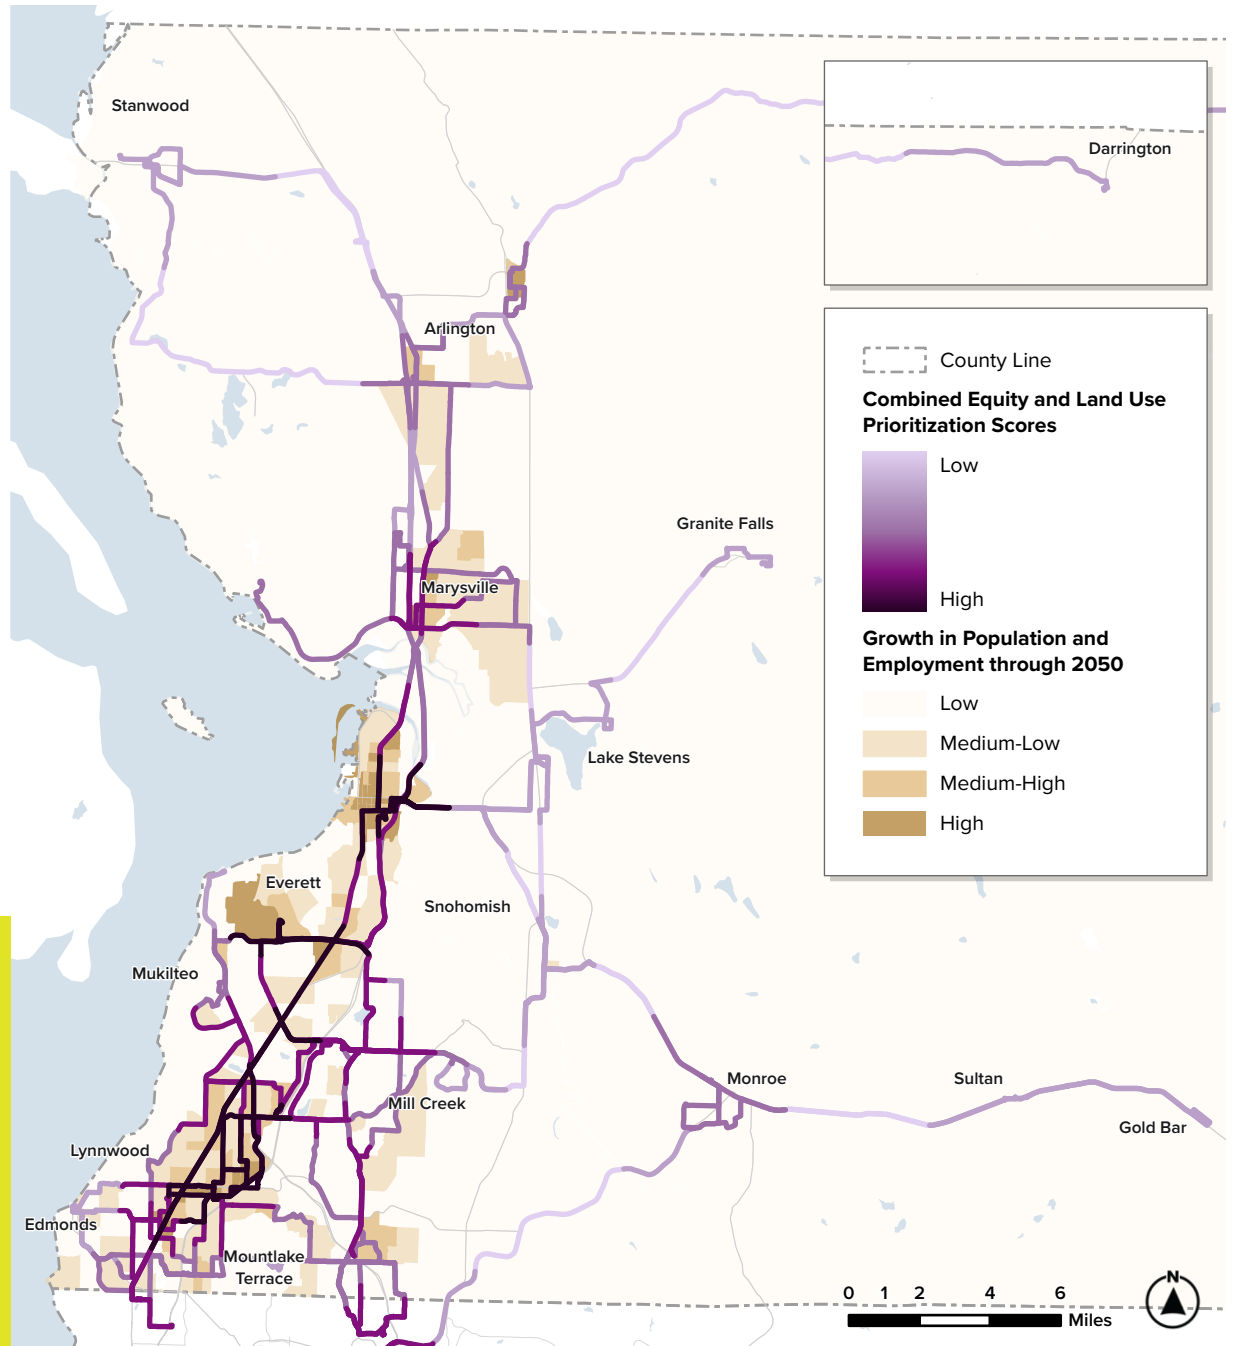 Stanwood
Darrington
Arlington
County Line
Combined Equity and Land Use
Prioritization Scores
Low
High
Growth in Population and
Employment through 2050
Low
Medium-Low
Medium-High
High
Granite Falls
Marysville
Lake Stevens
Everett
Snohomish
Mukilteo
Monroe
Sultan
Mill Creek
Gold Bar
Lynnwood
Edmonds
Mountlake
Terrace
N
0 1 2 4 6
Miles